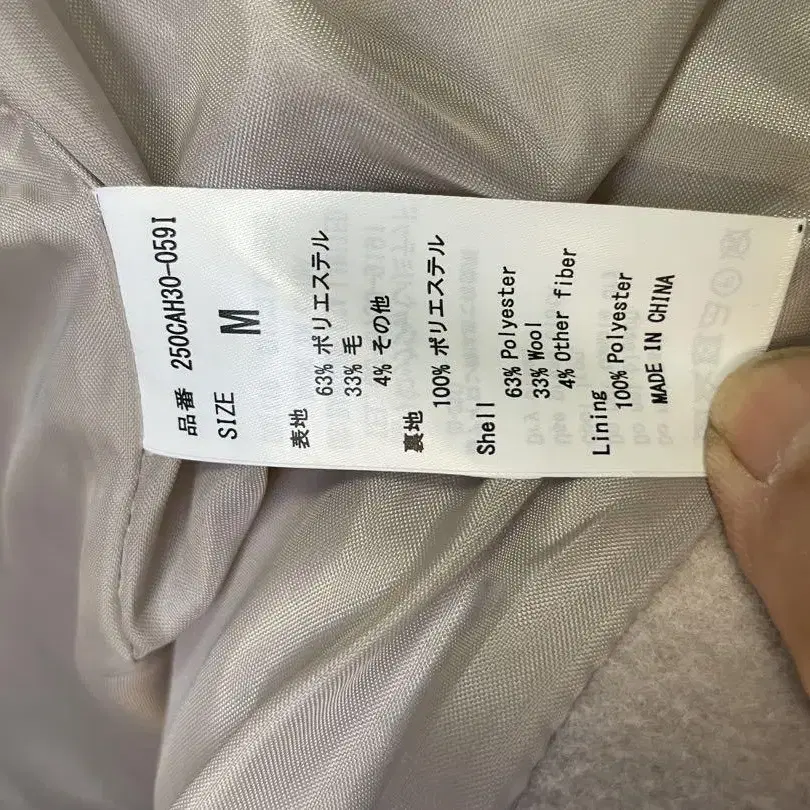 品番 250CAH30-059I
SIZE M
表地
63% ポリエステル
33% 毛
4% その他
裏地
100% ポリエステル
Shell
63% Polyester
33% Wool
4% Other fiber
Lining
100% Polyester
MADE IN CHINA